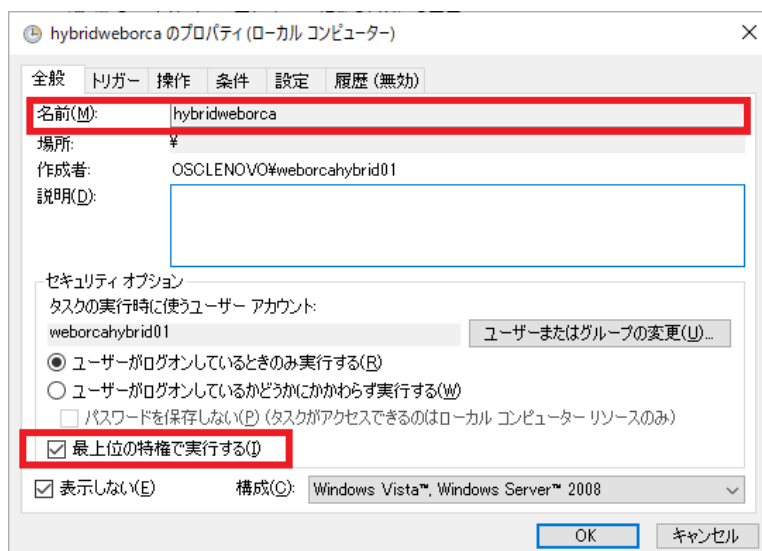 hybridweborca のプロパティ (ローカル コンピューター)
全般 トリガー 操作 条件 設定 履歴 (無効)
名前(M): hybridweborca
場所: ¥
作成者: OSCLENOVO¥weborcahybrid01
説明(D):
セキュリティ オプション
タスクの実行時に使うユーザー アカウント:
weborcahybrid01 ユーザーまたはグループの変更(U)...
ユーザーがログオンしているときのみ実行する(R)
ユーザーがログオンしているかどうかにかかわらず実行する(W)
パスワードを保存しない(P) (タスクがアクセスできるのはローカル コンピューター リソースのみ)
最上位の特権で実行する(I)
表示しない(E) 構成(C): Windows Vista™, Windows Server™ 2008
OK キャンセル